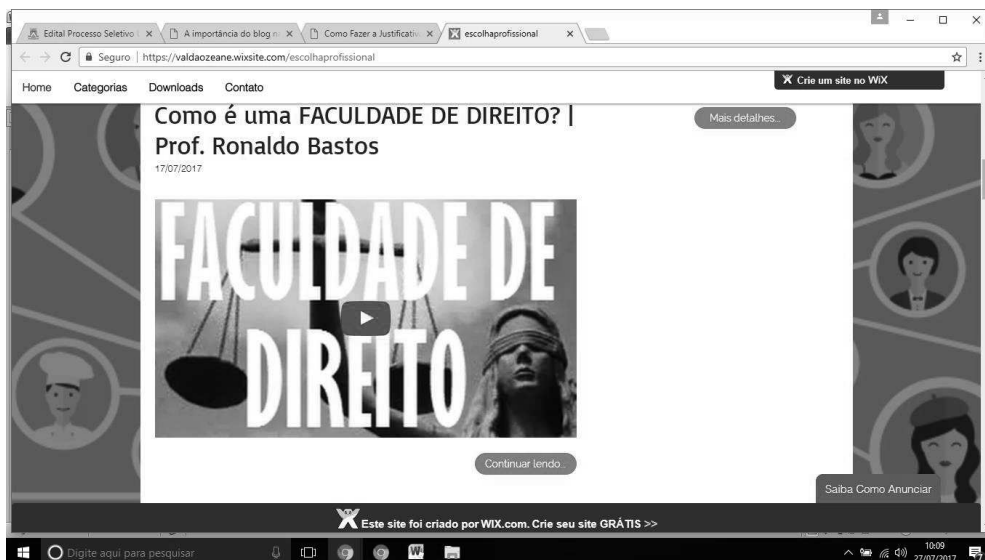 Edital Processo Seletivo
A importância do blog n
Como Fazer a Justificativ
escolhaprofissional
Seguro | https://valdaozeane.wixsite.com/escolhaprofissional
Crie um site no WiX
Home Categorias Downloads Contato
Como é uma FACULDADE DE DIREITO? |
Prof. Ronaldo Bastos
Mais detalhes...
17/07/2017
FACULDADE DE
DIREITO
Continuar lendo...
Saiba Como Anunciar
Este site foi criado por WIX.com. Crie seu site GRÁTIS >>
Digite aqui para pesquisar
10:09
27/07/2017